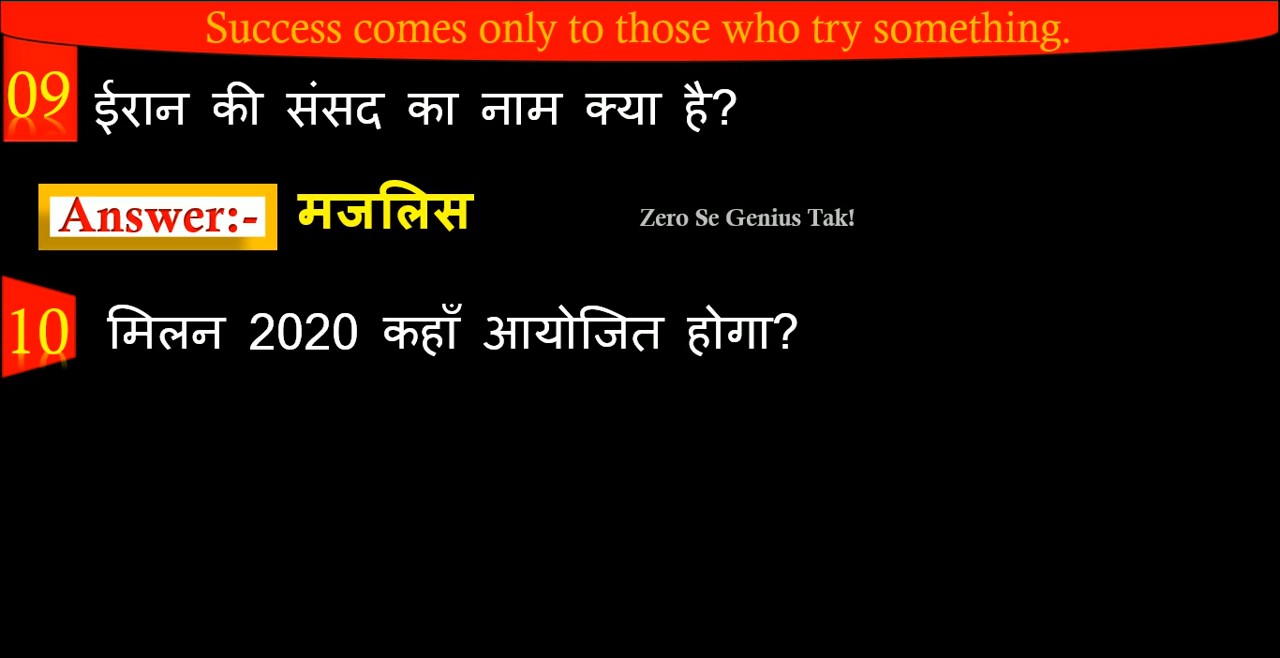 Success comes only to those who try something.
09 ईरान की संसद का नाम क्या है?
Answer:- मजलिस
Zero Se Genius Tak!
10 मिलन 2020 कहाँ आयोजित होगा?